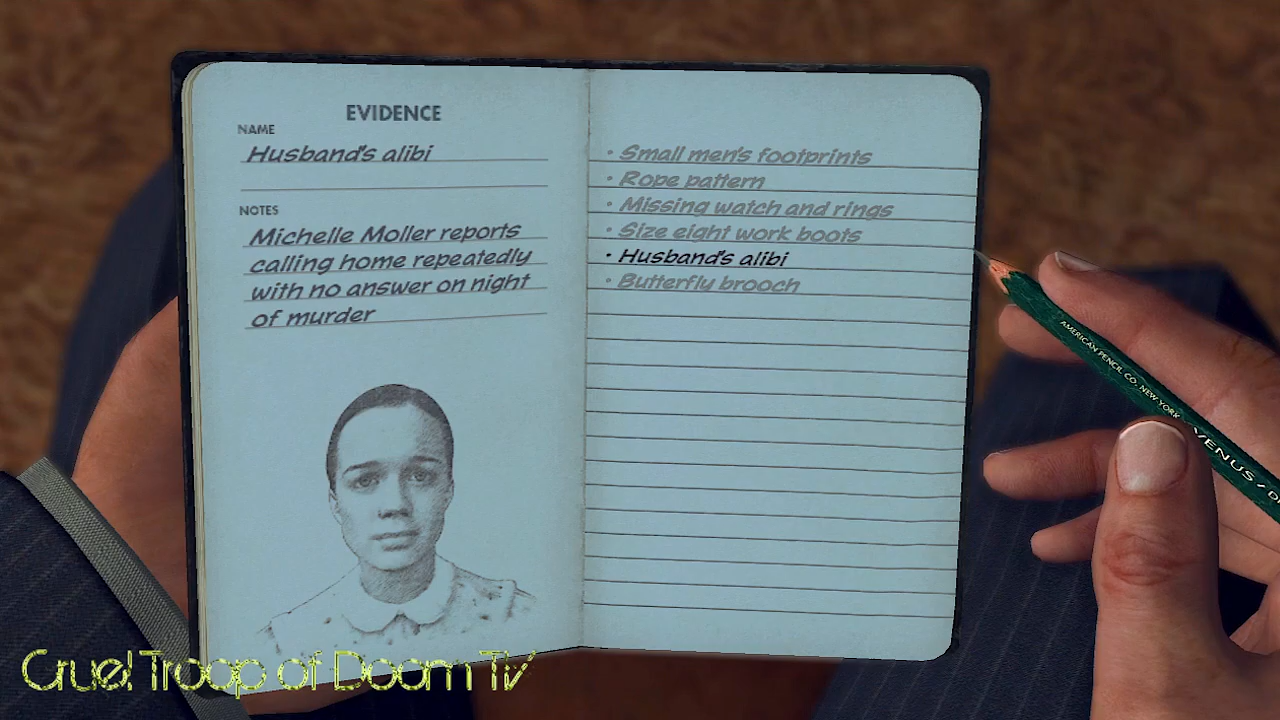 EVIDENCE
NAME
Husband's alibi
NOTES
Michelle Moller reports
calling home repeatedly
with no answer on night
of murder
• Small men's footprints
• Rope pattern
• Missing watch and rings
• Size eight work boots
• Husband's alibi
• Butterfly brooch
AMERICAN PENCIL CO. NEW YORK
VENUS
Cruel Troop of Doom TV